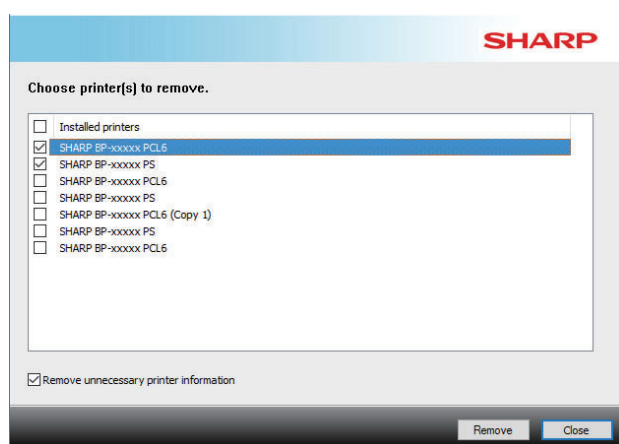 SHARP
Choose printer(s) to remove.
Installed printers
SHARP BP-xxxxx PCL6
SHARP BP-xxxxx PS
SHARP BP-xxxxx PCL6
SHARP BP-xxxxx PS
SHARP BP-xxxxx PCL6 (Copy 1)
SHARP BP-xxxxx PS
SHARP BP-xxxxx PCL6
Remove unnecessary printer information
Remove Close